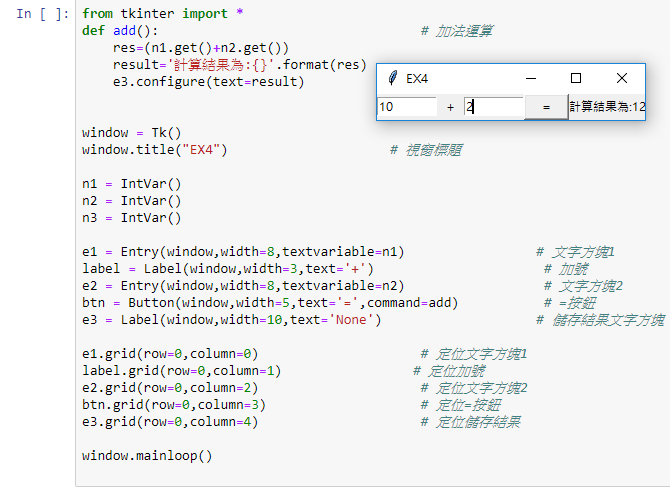 In [ ]: from tkinter import *
def add(): # 加法運算
res=(n1.get()+n2.get())
result='計算結果為:{}'.format(res)
e3.configure(text=result)
EX4
10 + 2 = 計算結果為:12
window = Tk()
window.title("EX4") # 視窗標題
n1 = IntVar()
n2 = IntVar()
n3 = IntVar()
e1 = Entry(window,width=8,textvariable=n1) # 文字方塊1
label = Label(window,width=3,text='+') # 加號
e2 = Entry(window,width=8,textvariable=n2) # 文字方塊2
btn = Button(window,width=5,text='=',command=add) # =按鈕
e3 = Label(window,width=10,text='None') # 儲存結果文字方塊
e1.grid(row=0,column=0) # 定位文字方塊1
label.grid(row=0,column=1) # 定位加號
e2.grid(row=0,column=2) # 定位文字方塊2
btn.grid(row=0,column=3) # 定位=按鈕
e3.grid(row=0,column=4) # 定位儲存結果
window.mainloop()